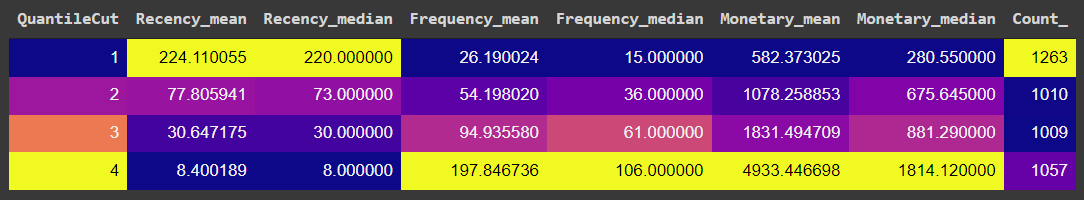 QuantileCut Recency_mean Recency_median Frequency_mean Frequency_median Monetary_mean Monetary_median Count_
1 224.110055 220.000000 26.190024 15.000000 582.373025 280.550000 1263
2 77.805941 73.000000 54.198020 36.000000 1078.258853 675.645000 1010
3 30.647175 30.000000 94.935580 61.000000 1831.494709 881.290000 1009
4 8.400189 8.000000 197.846736 106.000000 4933.446698 1814.120000 1057